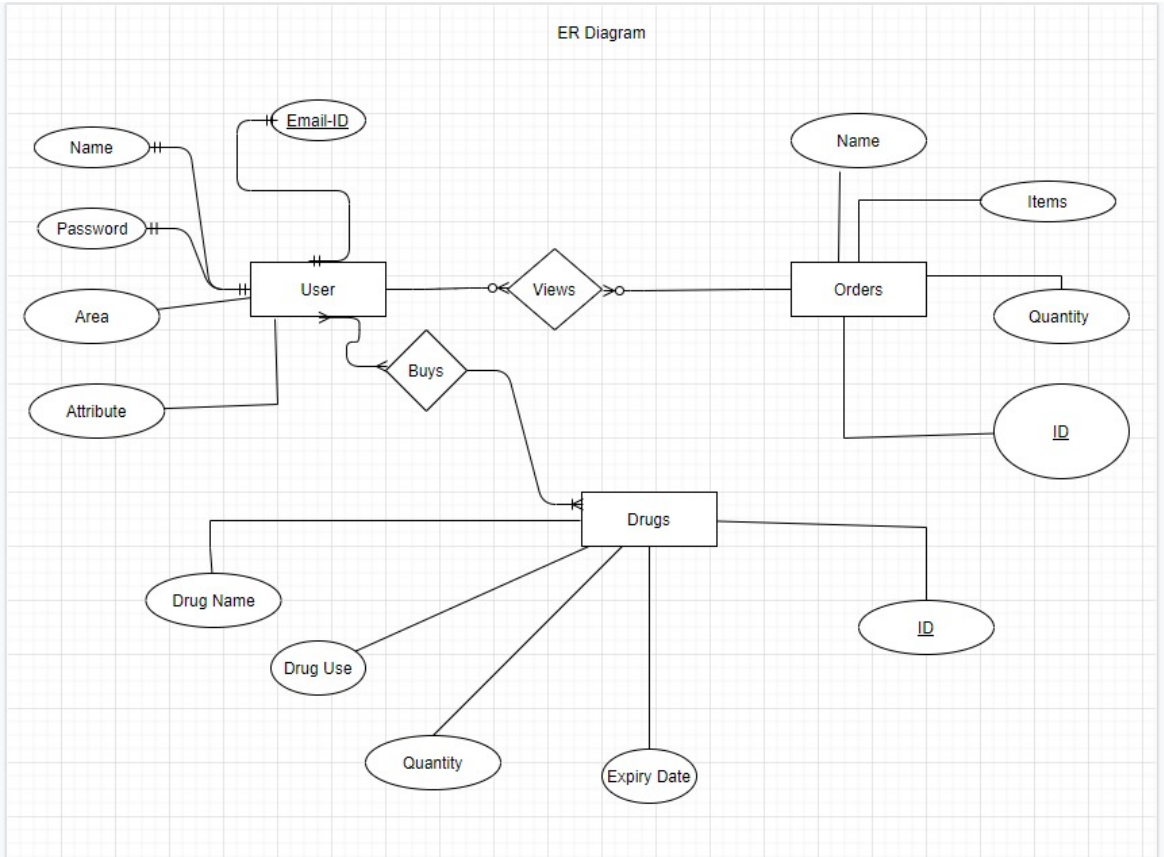 ER Diagram
Email-ID
Name
Name
Items
Password
User
Views
Orders
Area
Quantity
Buys
Attribute
ID
Drugs
Drug Name
ID
Drug Use
Quantity
Expiry Date